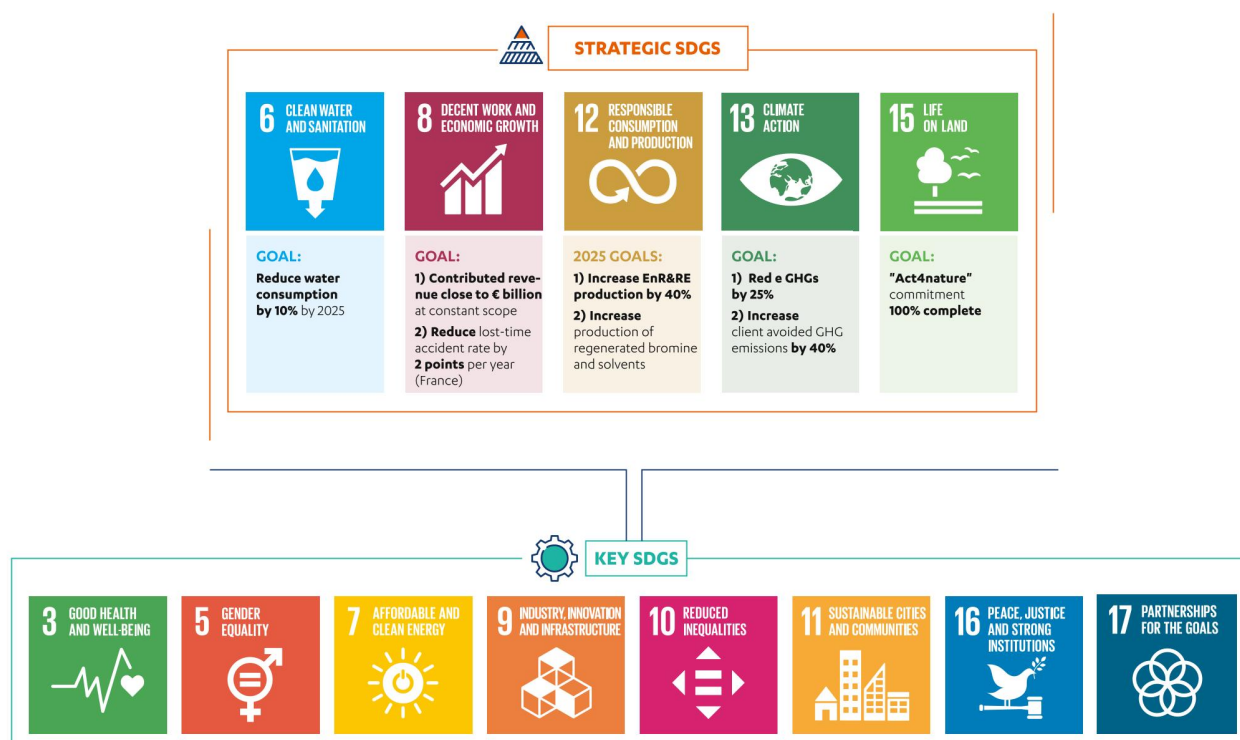 STRATEGIC SDGS
6 CLEAN WATER
AND SANITATION
GOAL:
Reduce water
consumption
by 10% by 2025
8 DECENT WORK AND
ECONOMIC GROWTH
GOAL:
1) Contributed reve-
nue close to € billion
at constant scope
2) Reduce lost-time
accident rate by
2 points per year
(France)
12 RESPONSIBLE
CONSUMPTION
AND PRODUCTION
2025 GOALS:
1) Increase EnR&RE
production by 40%
2) Increase
production of
regenerated bromine
and solvents
13 CLIMATE
ACTION
GOAL:
1) Red e GHGs
by 25%
2) Increase
client avoided GHG
emissions by 40%
15 LIFE
ON LAND
GOAL:
"Act4nature"
commitment
100% complete
KEY SDGS
3 GOOD HEALTH
AND WELL-BEING
5 GENDER
EQUALITY
7 AFFORDABLE AND
CLEAN ENERGY
9 INDUSTRY, INNOVATION
AND INFRASTRUCTURE
10 REDUCED
INEQUALITIES
11 SUSTAINABLE CITIES
AND COMMUNITIES
16 PEACE, JUSTICE
AND STRONG
INSTITUTIONS
17 PARTNERSHIPS
FOR THE GOALS